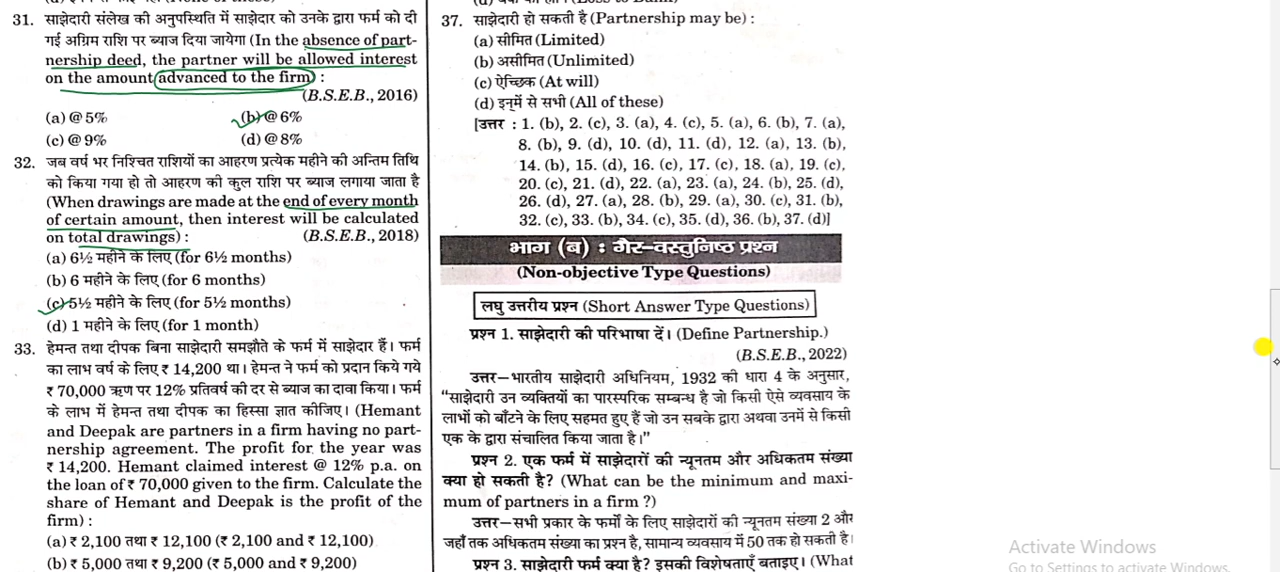 31. साझेदारी संलेख की अनुपस्थिति में साझेदार को उनके द्वारा फर्म को दी
गई अग्रिम राशि पर ब्याज दिया जायेगा (In the absence of part-
nership deed, the partner will be allowed interest
on the amount advanced to the firm) :
(B.S.E.B., 2016)
(a) @ 5% (b) @ 6%
(c) @ 9% (d) @ 8%
32. जब वर्ष भर निश्चित राशियों का आहरण प्रत्येक महीने की अन्तिम तिथि
को किया गया हो तो आहरण की कुल राशि पर ब्याज लगाया जाता है
(When drawings are made at the end of every month
of certain amount, then interest will be calculated
on total drawings) : (B.S.E.B., 2018)
(a) 6½ महीने के लिए (for 6½ months)
(b) 6 महीने के लिए (for 6 months)
(c) 5½ महीने के लिए (for 5½ months)
(d) 1 महीने के लिए (for 1 month)
33. हेमन्त तथा दीपक बिना साझेदारी समझौते के फर्म में साझेदार हैं। फर्म
का लाभ वर्ष के लिए ₹ 14,200 था। हेमन्त ने फर्म को प्रदान किये गये
₹ 70,000 ऋण पर 12% प्रतिवर्ष की दर से ब्याज का दावा किया। फर्म
के लाभ में हेमन्त तथा दीपक का हिस्सा ज्ञात कीजिए। (Hemant
and Deepak are partners in a firm having no part-
nership agreement. The profit for the year was
₹ 14,200. Hemant claimed interest @ 12% p.a. on
the loan of ₹ 70,000 given to the firm. Calculate the
share of Hemant and Deepak is the profit of the
firm) :
(a) ₹ 2,100 तथा ₹ 12,100 (₹ 2,100 and ₹ 12,100)
(b) ₹ 5,000 तथा ₹ 9,200 (₹ 5,000 and ₹ 9,200)
37. साझेदारी हो सकती है (Partnership may be) :
(a) सीमित (Limited)
(b) असीमित (Unlimited)
(c) ऐच्छिक (At will)
(d) इनमें से सभी (All of these)
[उत्तर : 1. (b), 2. (c), 3. (a), 4. (c), 5. (a), 6. (b), 7. (a),
8. (b), 9. (d), 10. (d), 11. (d), 12. (a), 13. (b),
14. (b), 15. (d), 16. (c), 17. (c), 18. (a), 19. (c),
20. (c), 21. (d), 22. (a), 23. (a), 24. (b), 25. (d),
26. (d), 27. (a), 28. (b), 29. (a), 30. (c), 31. (b),
32. (c), 33. (b), 34. (c), 35. (d), 36. (b), 37. (d)]
भाग (ब) : गैर-वस्तुनिष्ठ प्रश्न
(Non-objective Type Questions)
लघु उत्तरीय प्रश्न (Short Answer Type Questions)
प्रश्न 1. साझेदारी की परिभाषा दें। (Define Partnership.)
(B.S.E.B., 2022)
उत्तर—भारतीय साझेदारी अधिनियम, 1932 की धारा 4 के अनुसार,
“साझेदारी उन व्यक्तियों का पारस्परिक सम्बन्ध है जो किसी ऐसे व्यवसाय के
लाभों को बाँटने के लिए सहमत हुए हैं जो उन सबके द्वारा अथवा उनमें से किसी
एक के द्वारा संचालित किया जाता है।”
प्रश्न 2. एक फर्म में साझेदारों की न्यूनतम और अधिकतम संख्या
क्या हो सकती है? (What can be the minimum and maxi-
mum of partners in a firm ?)
उत्तर—सभी प्रकार के फर्मों के लिए साझेदारों की न्यूनतम संख्या 2 और
जहाँ तक अधिकतम संख्या का प्रश्न है, सामान्य व्यवसाय में 50 तक हो सकती है।
प्रश्न 3. साझेदारी फर्म क्या है? इसकी विशेषताएँ बताइए। (What
Activate Windows
Go to Settings to activate Windows.